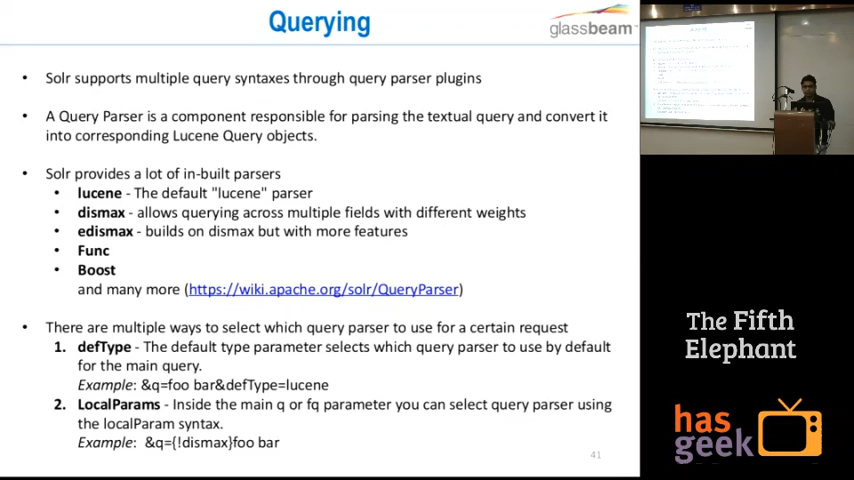 Querying
glassbeam
• Solr supports multiple query syntaxes through query parser plugins
• A Query Parser is a component responsible for parsing the textual query and convert it
into corresponding Lucene Query objects.
• Solr provides a lot of in-built parsers
• lucene - The default "lucene" parser
• dismax - allows querying across multiple fields with different weights
• edismax - builds on dismax but with more features
• Func
• Boost
and many more (https://wiki.apache.org/solr/QueryParser)
• There are multiple ways to select which query parser to use for a certain request
1. defType - The default type parameter selects which query parser to use by default
for the main query.
Example: &q=foo bar&defType=lucene
2. LocalParams - Inside the main q or fq parameter you can select query parser using
the localParam syntax.
Example: &q={!dismax}foo bar
41
The Fifth
Elephant
has
geek